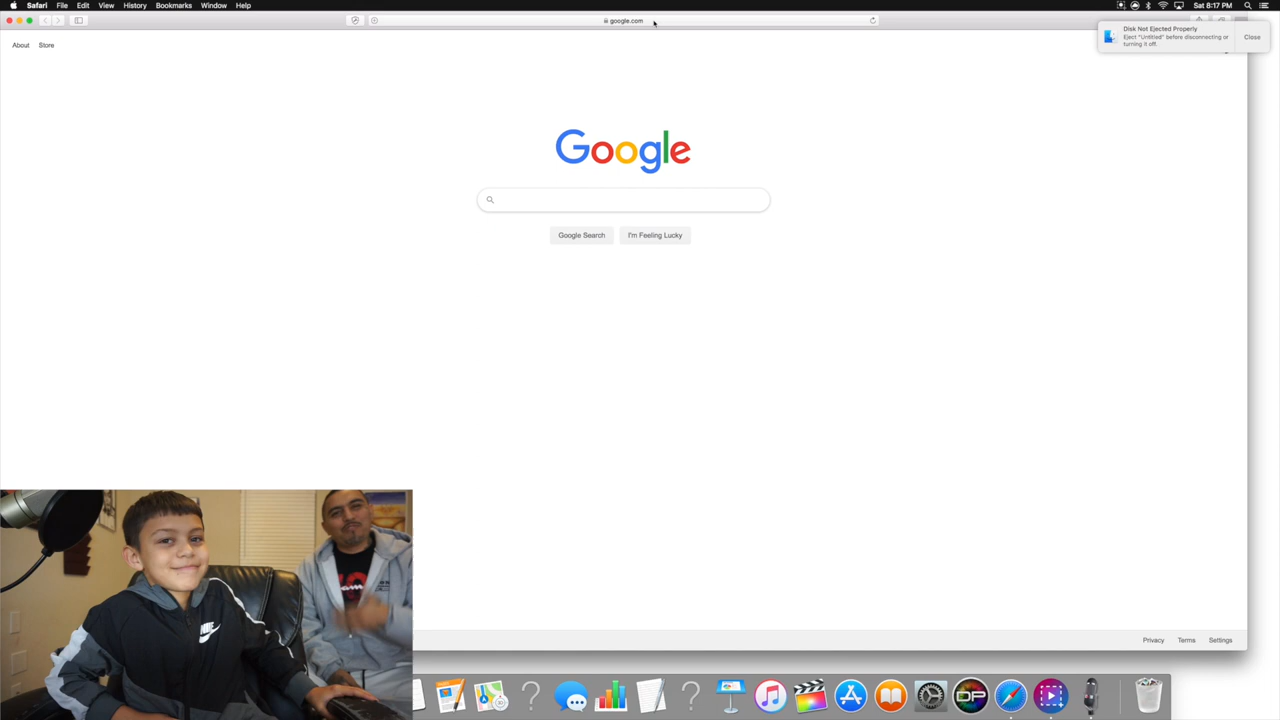 Safari File Edit View History Bookmarks Window Help
Sat 8:17 PM
google.com
Disk Not Ejected Properly
Eject "Untitled" before disconnecting or
turning it off.
Close
About Store
Google
Google Search I'm Feeling Lucky
NIKE
Privacy Terms Settings
DP